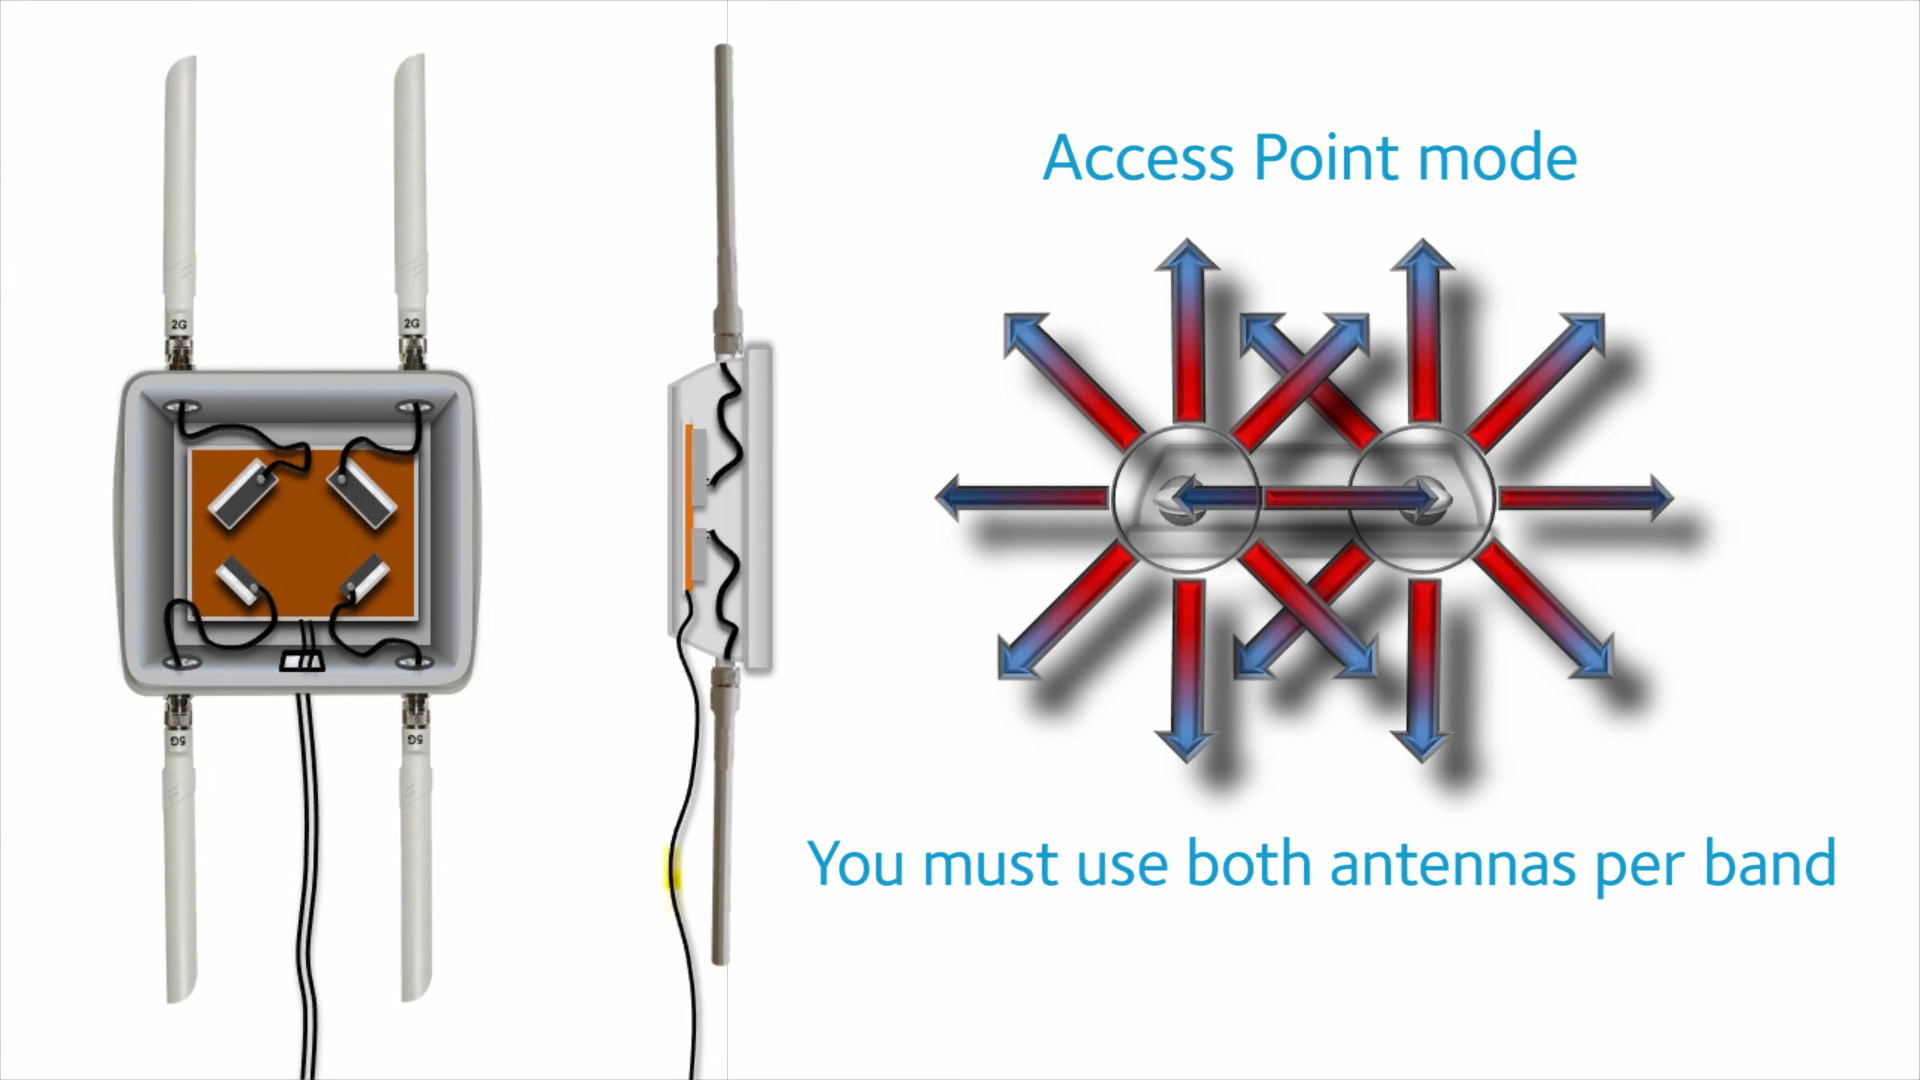 Access Point mode
2G
2G
5G
5G
You must use both antennas per band